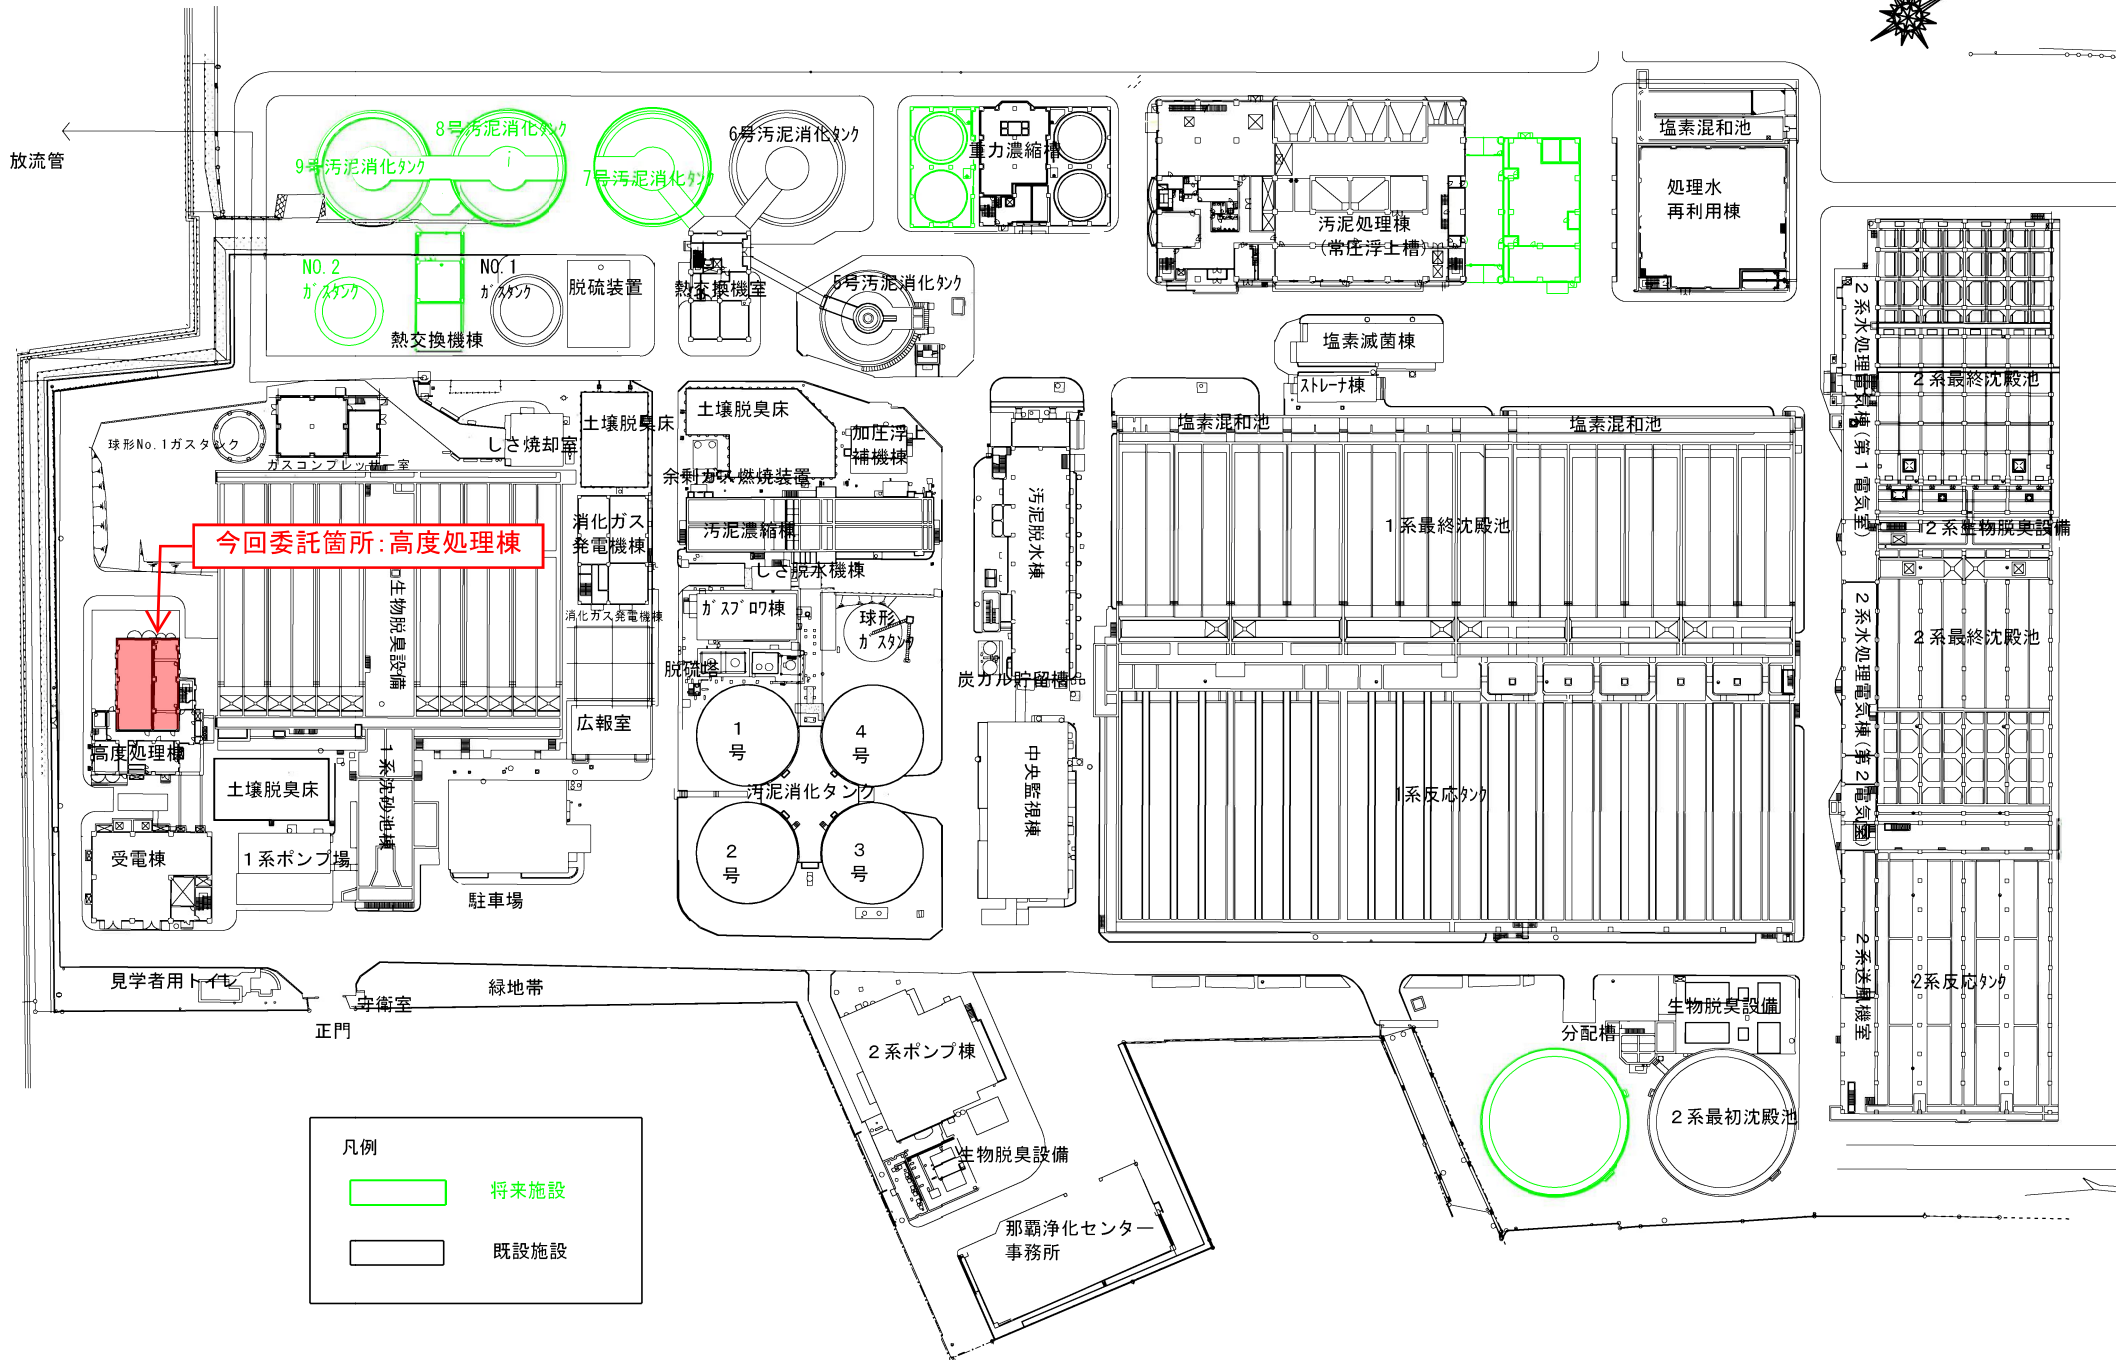 放流管
9号汚泥消化タンク
8号汚泥消化タンク
7号汚泥消化タンク
6号汚泥消化タンク
重力濃縮槽
汚泥処理棟
(常圧浮上槽)
塩素混和池
処理水
再利用棟
NO.2
ガスタンク
熱交換機棟
NO.1
ガスタンク
脱硫装置
熱交換機室
5号汚泥消化タンク
塩素滅菌棟
ストレーナ棟
2系水処理電気棟(第1電気室)
2系最終沈殿池
球形No.1ガスタンク
ガスコンプレッサー室
しさ焼却室
土壌脱臭床
土壌脱臭床
加圧浮上
補機棟
余剰ガス燃焼装置
塩素混和池
塩素混和池
今回委託箇所:高度処理棟
消化ガス
発電機棟
汚泥濃縮棟
汚泥脱水棟
1系最終沈殿池
2系生物脱臭設備
しさ脱水機棟
生物脱臭設備
消化ガス発電機棟
ガスブロワ棟
球形
ガスタンク
2系水処理電気棟(第2電気室)
2系最終沈殿池
脱硫塔
炭カル貯留槽
高度処理棟
広報室
1
号
4
号
汚泥消化タンク
2
号
3
号
中央監視棟
1系反応タンク
土壌脱臭床
1系沈砂池棟
受電棟
1系ポンプ場
駐車場
2系送風機室
2系反応タンク
見学者用トイレ
守衛室
正門
緑地帯
2系ポンプ棟
生物脱臭設備
分配槽
生物脱臭設備
2系最初沈殿池
那覇浄化センター
事務所
凡例
将来施設
既設施設